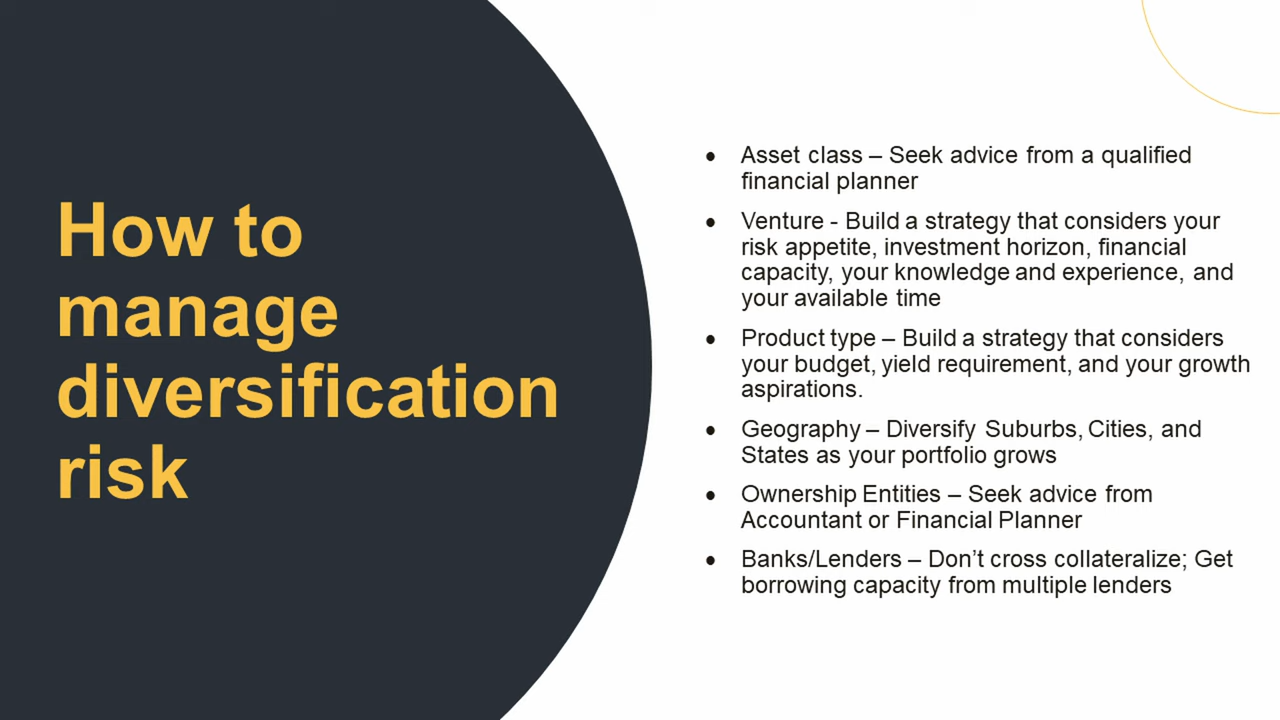 How to
manage
diversification
risk
• Asset class – Seek advice from a qualified
financial planner
• Venture - Build a strategy that considers your
risk appetite, investment horizon, financial
capacity, your knowledge and experience, and
your available time
• Product type – Build a strategy that considers
your budget, yield requirement, and your growth
aspirations.
• Geography – Diversify Suburbs, Cities, and
States as your portfolio grows
• Ownership Entities – Seek advice from
Accountant or Financial Planner
• Banks/Lenders – Don’t cross collateralize; Get
borrowing capacity from multiple lenders